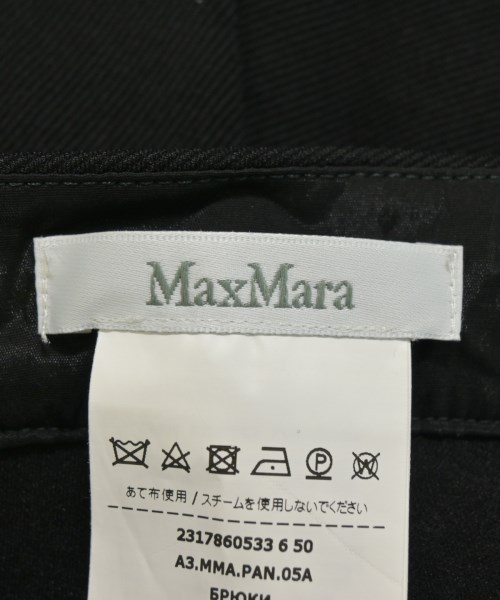 MaxMara
P W
あて布使用 / スチームを使用しないでください
2317860533 6 50
A3.MMA.PAN.05A
БРЮКИ